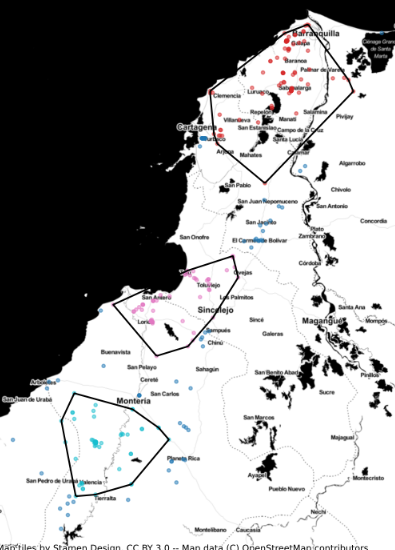 Barranquilla
Galapa
Ciénaga Grande
de Santa
Marta
Baranoa
Palmar de Varela
Sabanalarga
Clemencia
Luruaco
Repelón
Salamina
Pivijay
Villanueva
Manatí
Cartagena
San Estanislao
Campo de la Cruz
Turbaco
Santa Lucía
Arjona
Mahates
Calamar
Algarrobo
San Pablo
Chivolo
San Juan Nepomuceno
San Antonio
San Jacinto
Concordia
Plato
San Onofre
El Carmen de Bolívar
Zambrano
Ovejas
Córdoba
Toluviejo
San Antero
Los Palmitos
Santa Ana
Lorica
Sincelejo
Sincé
Magangué
Mompós
Sampués
Galeras
Chinú
Buenavista
San Pelayo
Sahagún
San Benito Abad
Pinillos
Cereté
Arboletes
San Carlos
Sucre
San Juan de Uraba
Montería
San Marcos
Majagual
Planeta Rica
San Pedro de Urabá
Valencia
Ayapel
Montecristo
Pueblo Nuevo
Tierralta
Nechí
Montelíbano
Caucasia
Map tiles by Stamen Design, CC BY 3.0 -- Map data (C) OpenStreetMap contributors